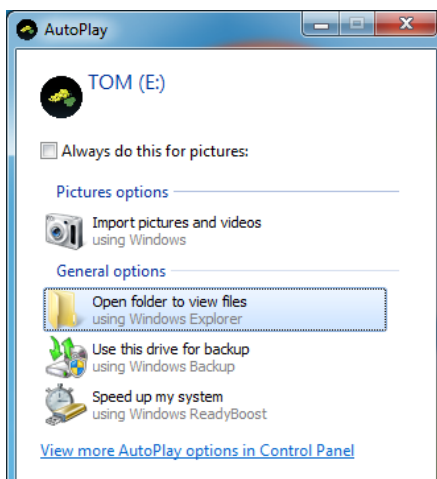 AutoPlay
TOM (E:)
Always do this for pictures:
Pictures options
Import pictures and videos
using Windows
General options
Open folder to view files
using Windows Explorer
Use this drive for backup
using Windows Backup
Speed up my system
using Windows ReadyBoost
View more AutoPlay options in Control Panel